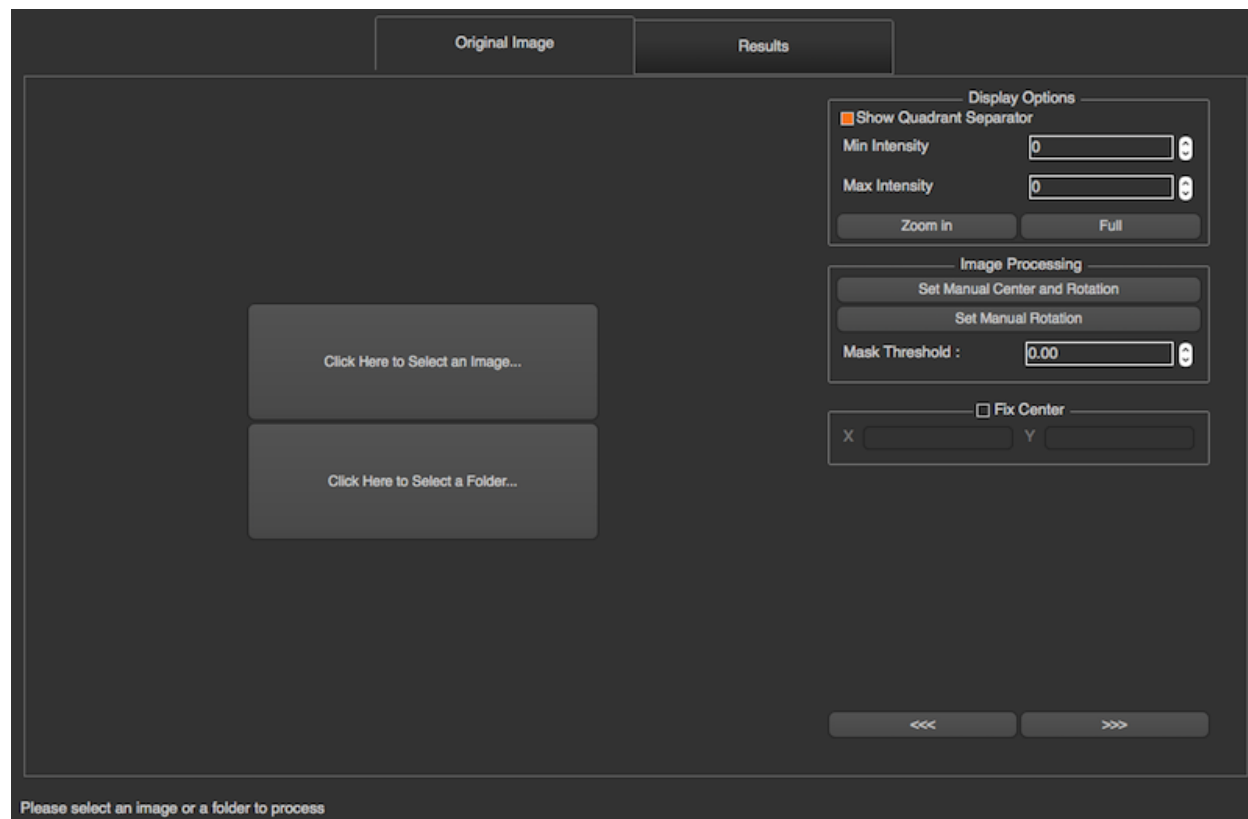 Original Image
Results
Display Options
Show Quadrant Separator
Min Intensity 0
Max Intensity 0
Zoom in Full
Image Processing
Set Manual Center and Rotation
Set Manual Rotation
Mask Threshold : 0.00
Fix Center
X Y
Click Here to Select an Image...
Click Here to Select a Folder...
<<< >>>
Please select an image or a folder to process